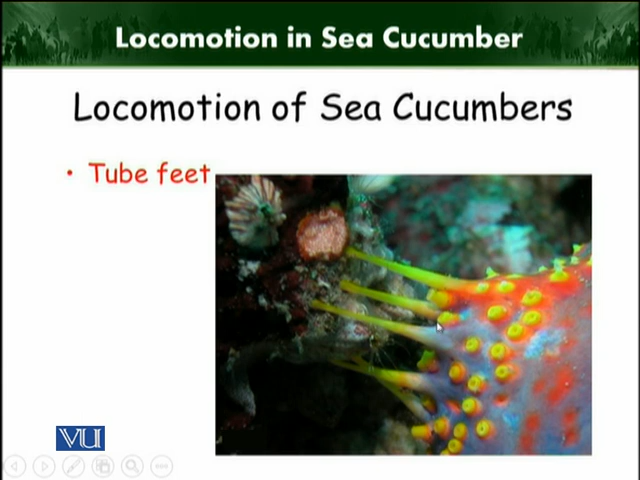 Locomotion in Sea Cucumber
Locomotion of Sea Cucumbers
• Tube feet
VU